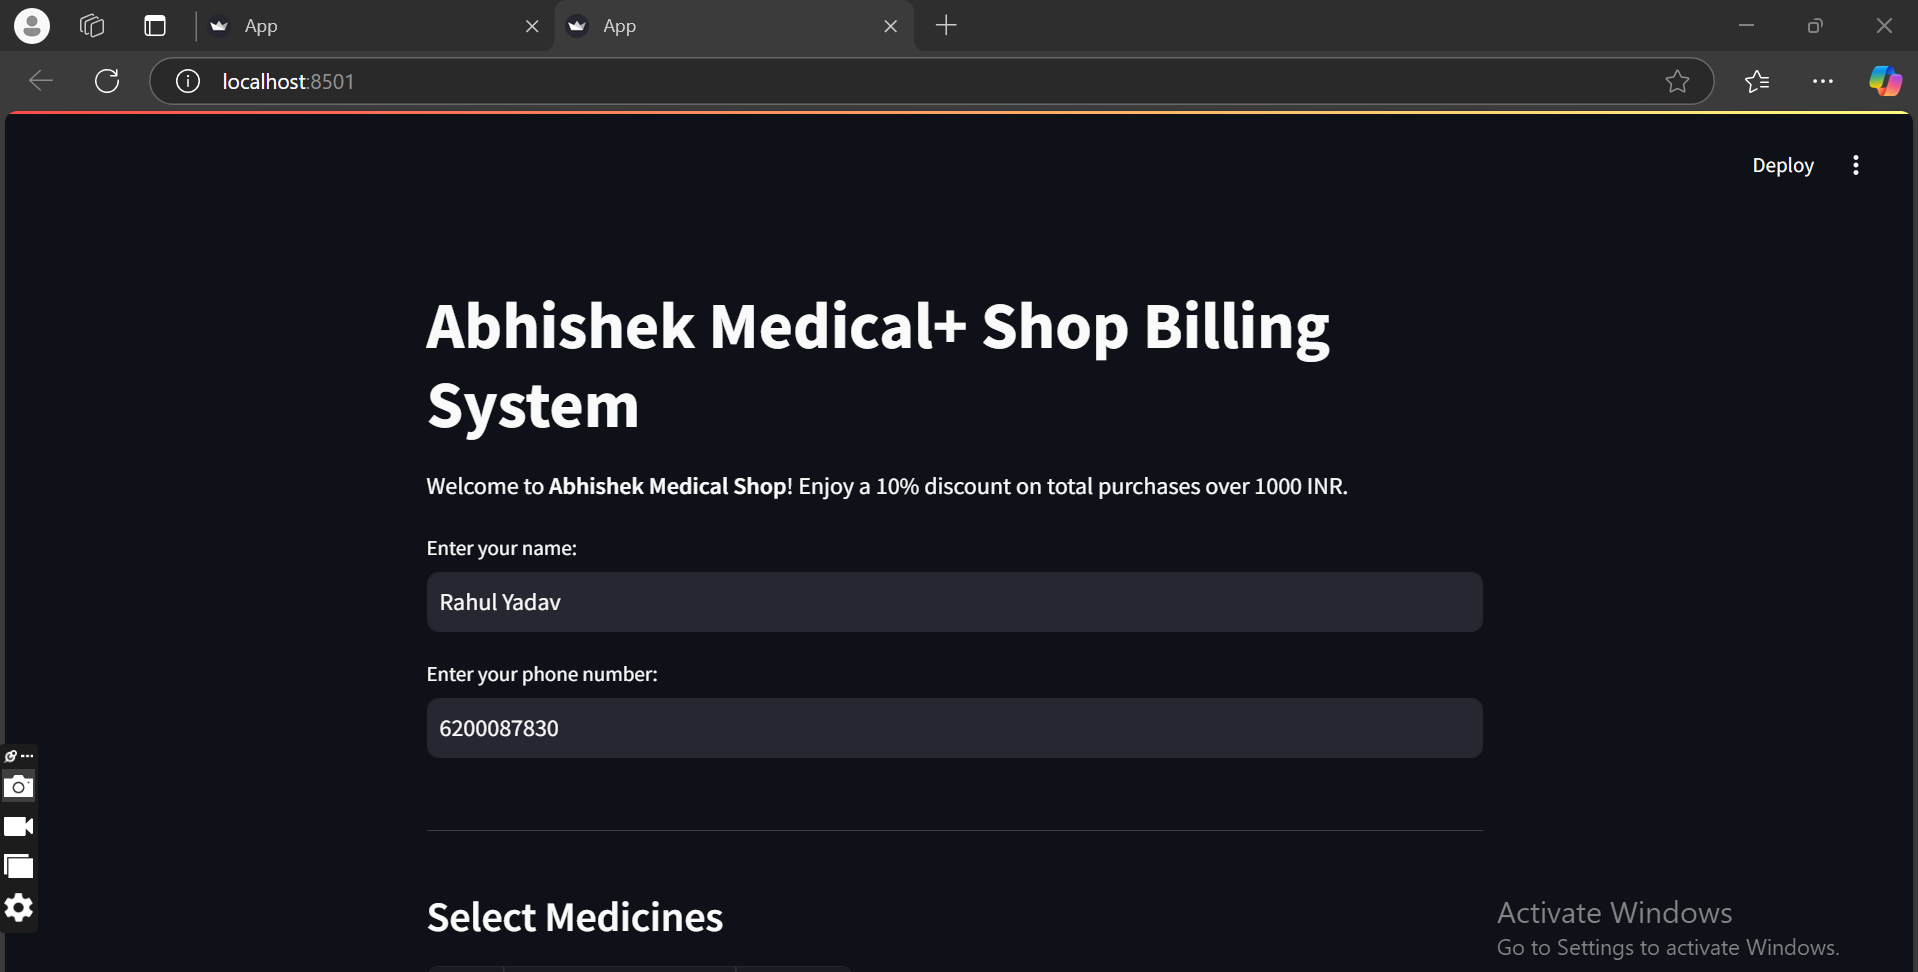 App
App
localhost:8501
Deploy
Abhishek Medical+ Shop Billing
System
Welcome to Abhishek Medical Shop! Enjoy a 10% discount on total purchases over 1000 INR.
Enter your name:
Rahul Yadav
Enter your phone number:
6200087830
Select Medicines
Activate Windows
Go to Settings to activate Windows.